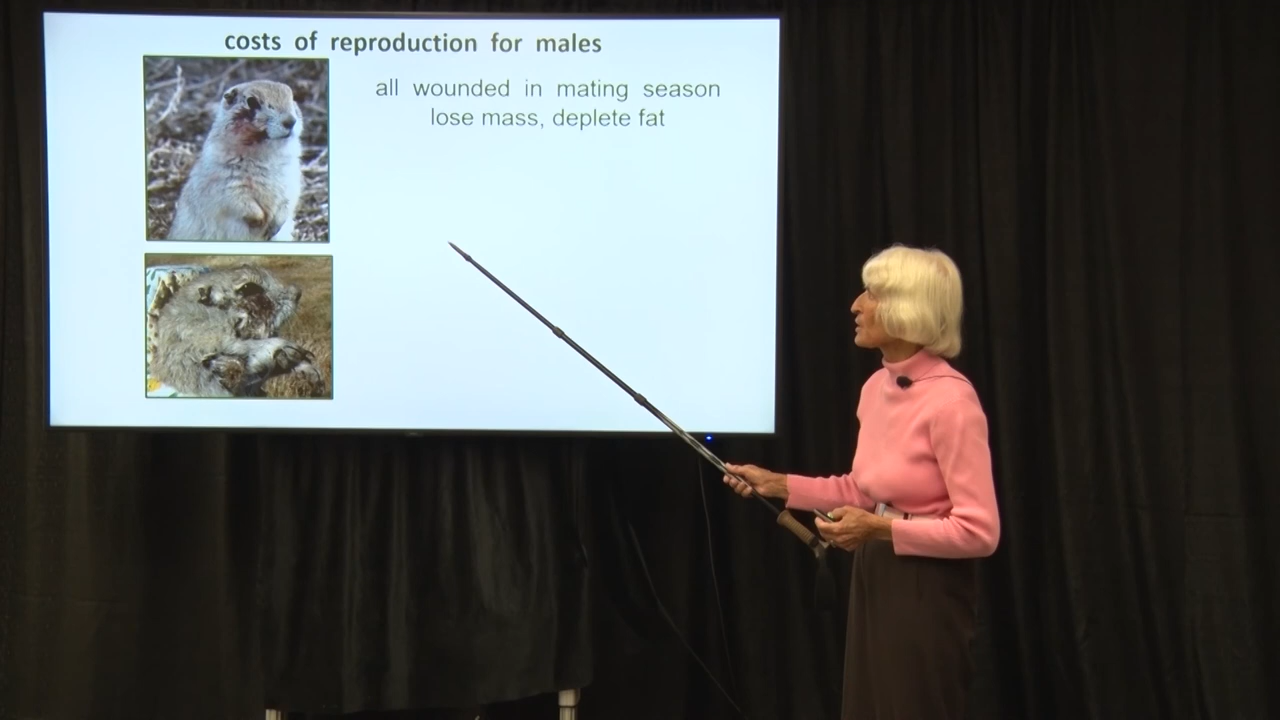 costs of reproduction for males
all wounded in mating season
lose mass, deplete fat